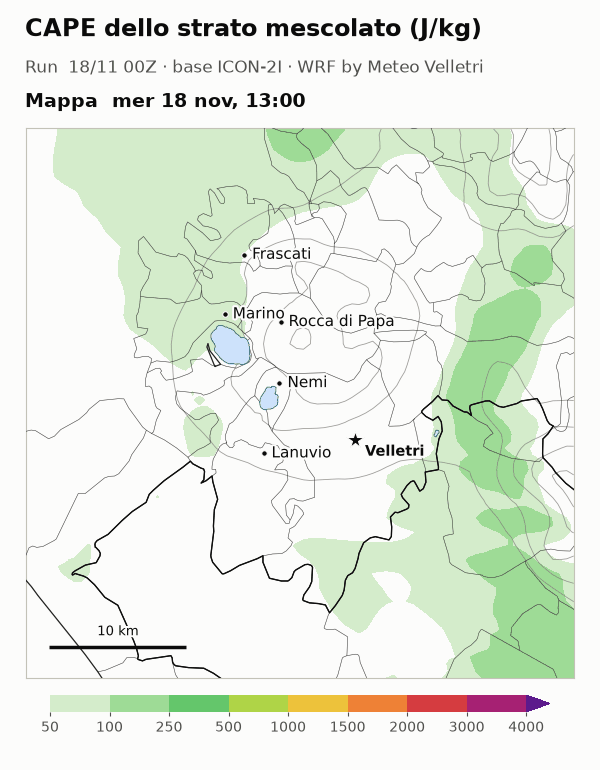 CAPE dello strato mescolato (J/kg)
Run  18/11 00Z · base ICON-2I · WRF by Meteo Velletri
Mappa  mer 18 nov, 13:00
Frascati
Marino
Rocca di Papa
Nemi
Velletri
Lanuvio
10 km
50 100 250 500 1000 1500 2000 3000 4000